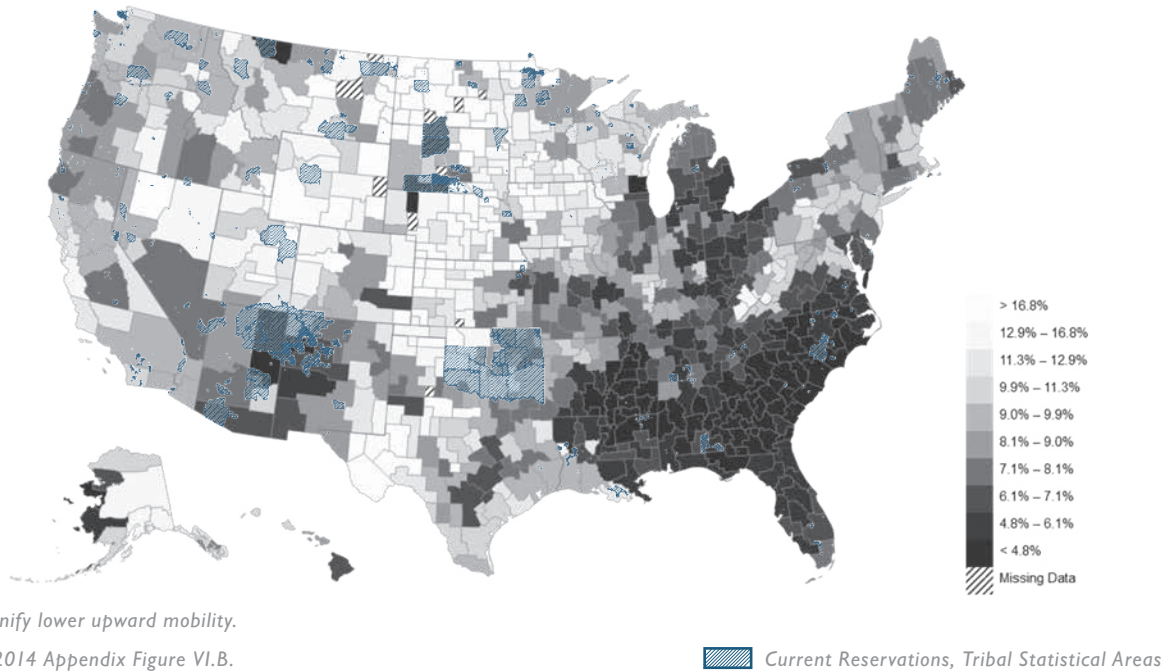 > 16.8%
12.9% – 16.8%
11.3% – 12.9%
9.9% – 11.3%
9.0% – 9.9%
8.1% – 9.0%
7.1% – 8.1%
6.1% – 7.1%
4.8% – 6.1%
< 4.8%
Missing Data
nify lower upward mobility.
2014 Appendix Figure VI.B.
Current Reservations, Tribal Statistical Areas